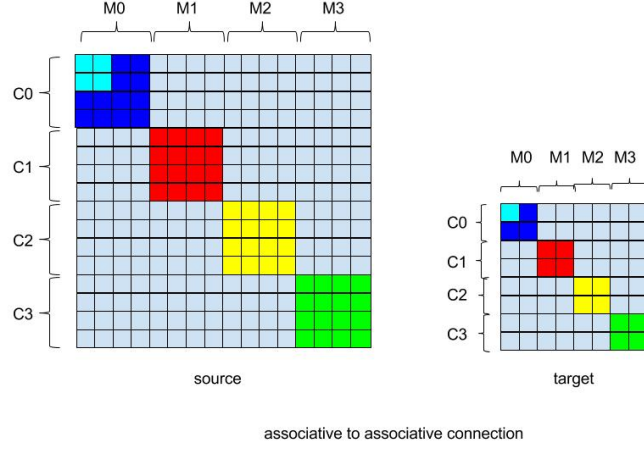 M0 M1 M2 M3
C0
C1
C2
C3
source
M0 M1 M2 M3
C0
C1
C2
C3
target
associative to associative connection